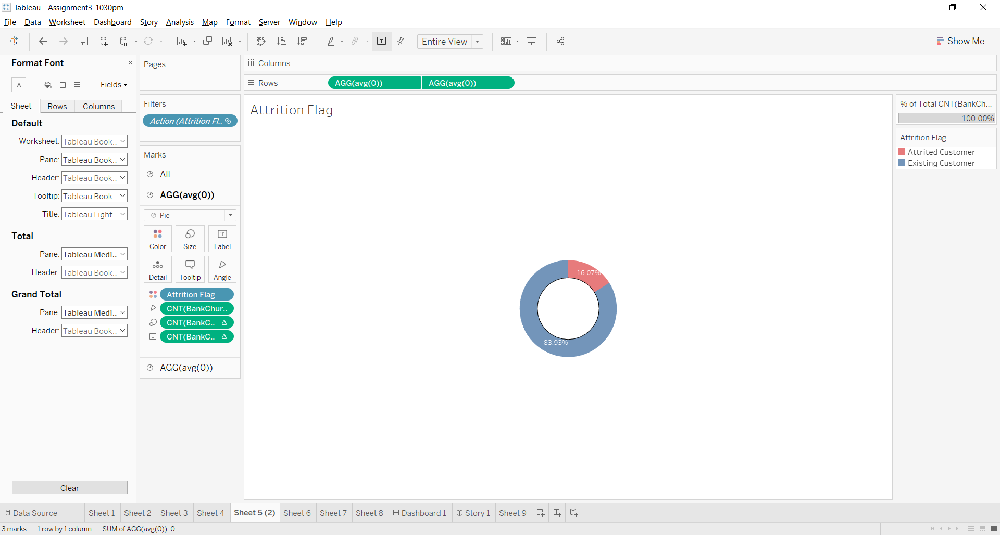 Tableau - Assignment3-1030pm
File Data Worksheet Dashboard Story Analysis Map Format Server Window Help
Entire View
Show Me
Format Font
Fields
Sheet Rows Columns
Default
Worksheet: Tableau Book..
Pane: Tableau Book..
Header: Tableau Book..
Tooltip: Tableau Book..
Title: Tableau Light..
Total
Pane: Tableau Medi..
Header: Tableau Book..
Grand Total
Pane: Tableau Medi..
Header: Tableau Book..
Clear
Pages
Filters
Action (Attrition Fl..
Marks
All
AGG(avg(0))
Pie
Color Size Label
Detail Tooltip Angle
Attrition Flag
CNT(BankChur..
CNT(BankC.. Δ
CNT(BankC.. Δ
AGG(avg(0))
Columns
Rows AGG(avg(0)) AGG(avg(0))
Attrition Flag
16.07%
83.93%
% of Total CNT(BankCh...
100.00%
Attrition Flag
Attrited Customer
Existing Customer
Data Source Sheet 1 Sheet 2 Sheet 3 Sheet 4 Sheet 5 (2) Sheet 6 Sheet 7 Sheet 8 Dashboard 1 Story 1 Sheet 9
3 marks 1 row by 1 column SUM of AGG(avg(0)): 0